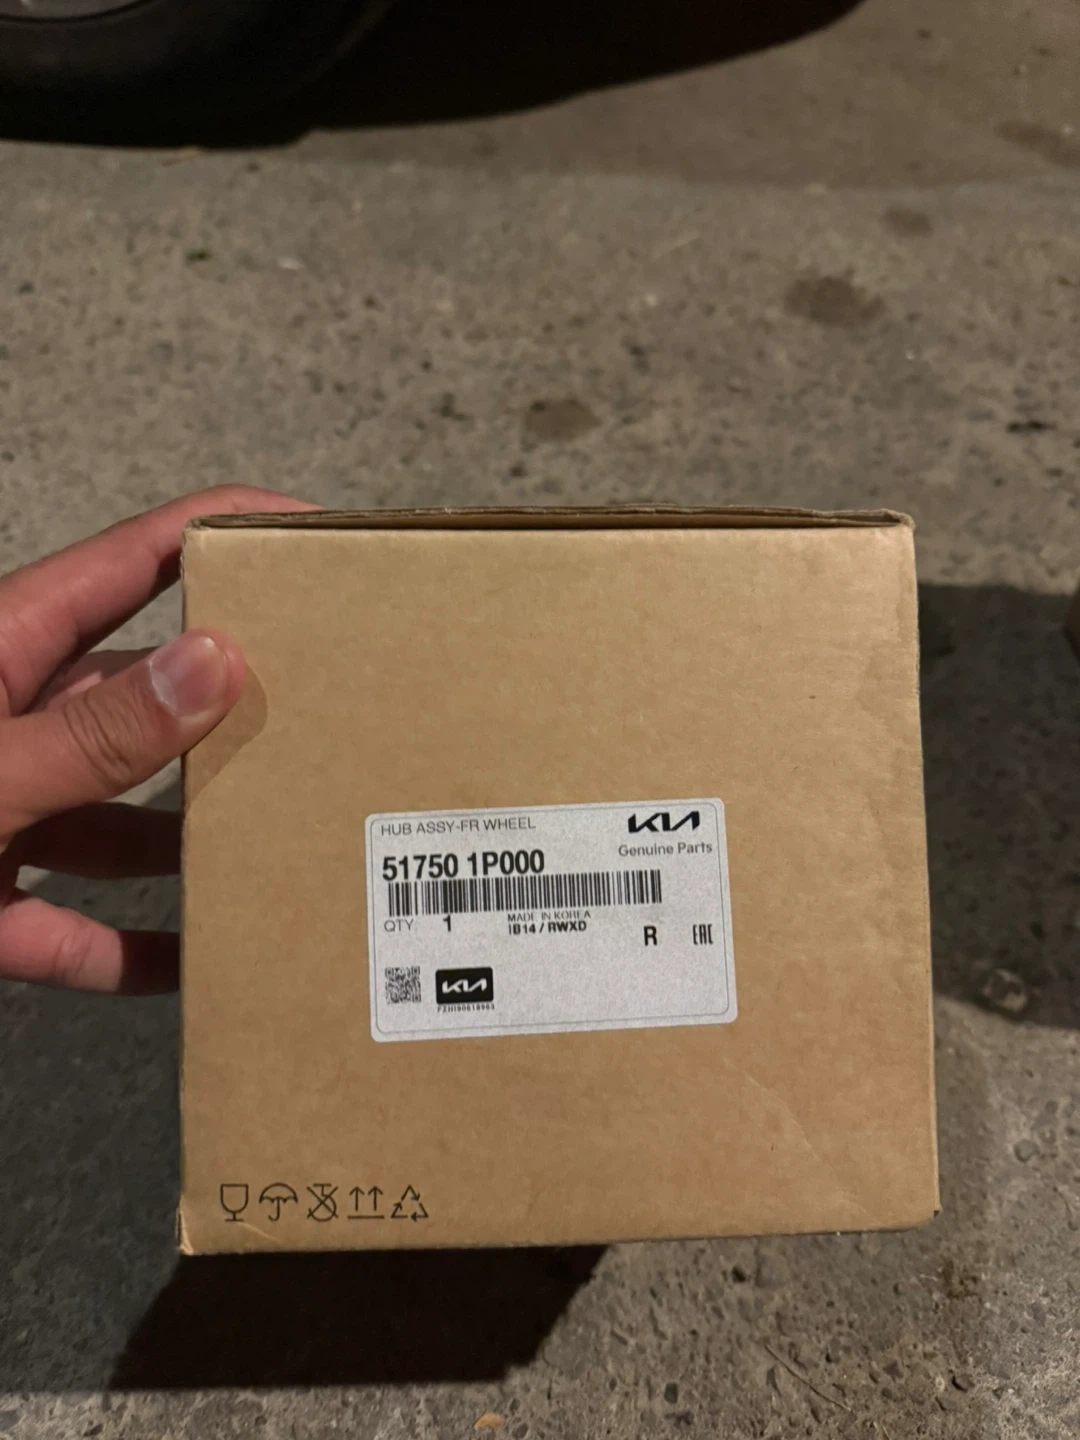 HUB ASSY-FR WHEEL
KIA
Genuine Parts
51750 1P000
QTY 1
MADE IN KOREA
IB14 / RWXD
R
EAC
KIA